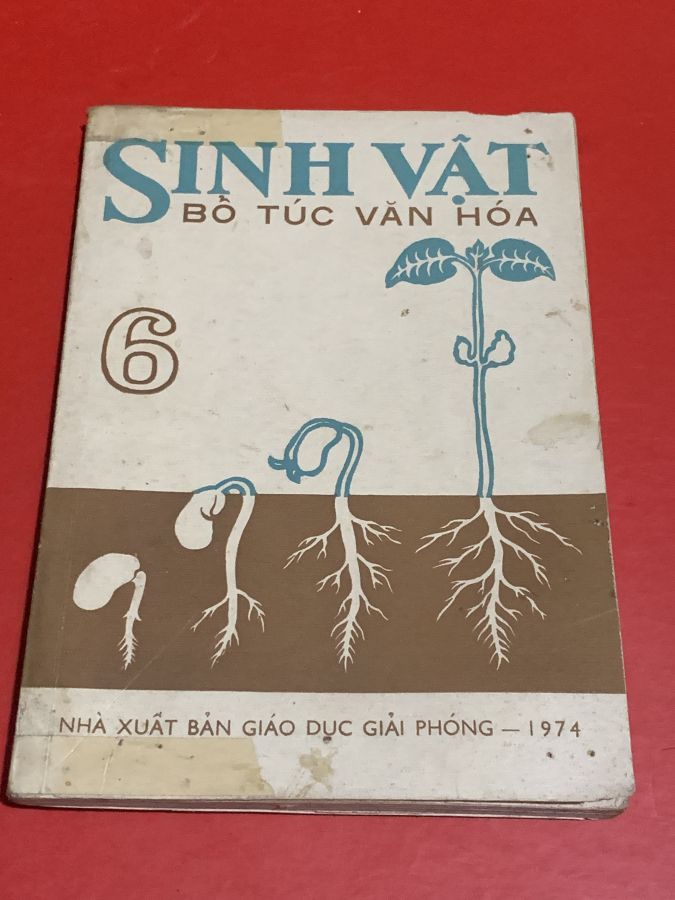 SINH VẬT
BỔ TÚC VĂN HÓA
6
NHÀ XUẤT BẢN GIÁO DỤC GIẢI PHÓNG — 1974